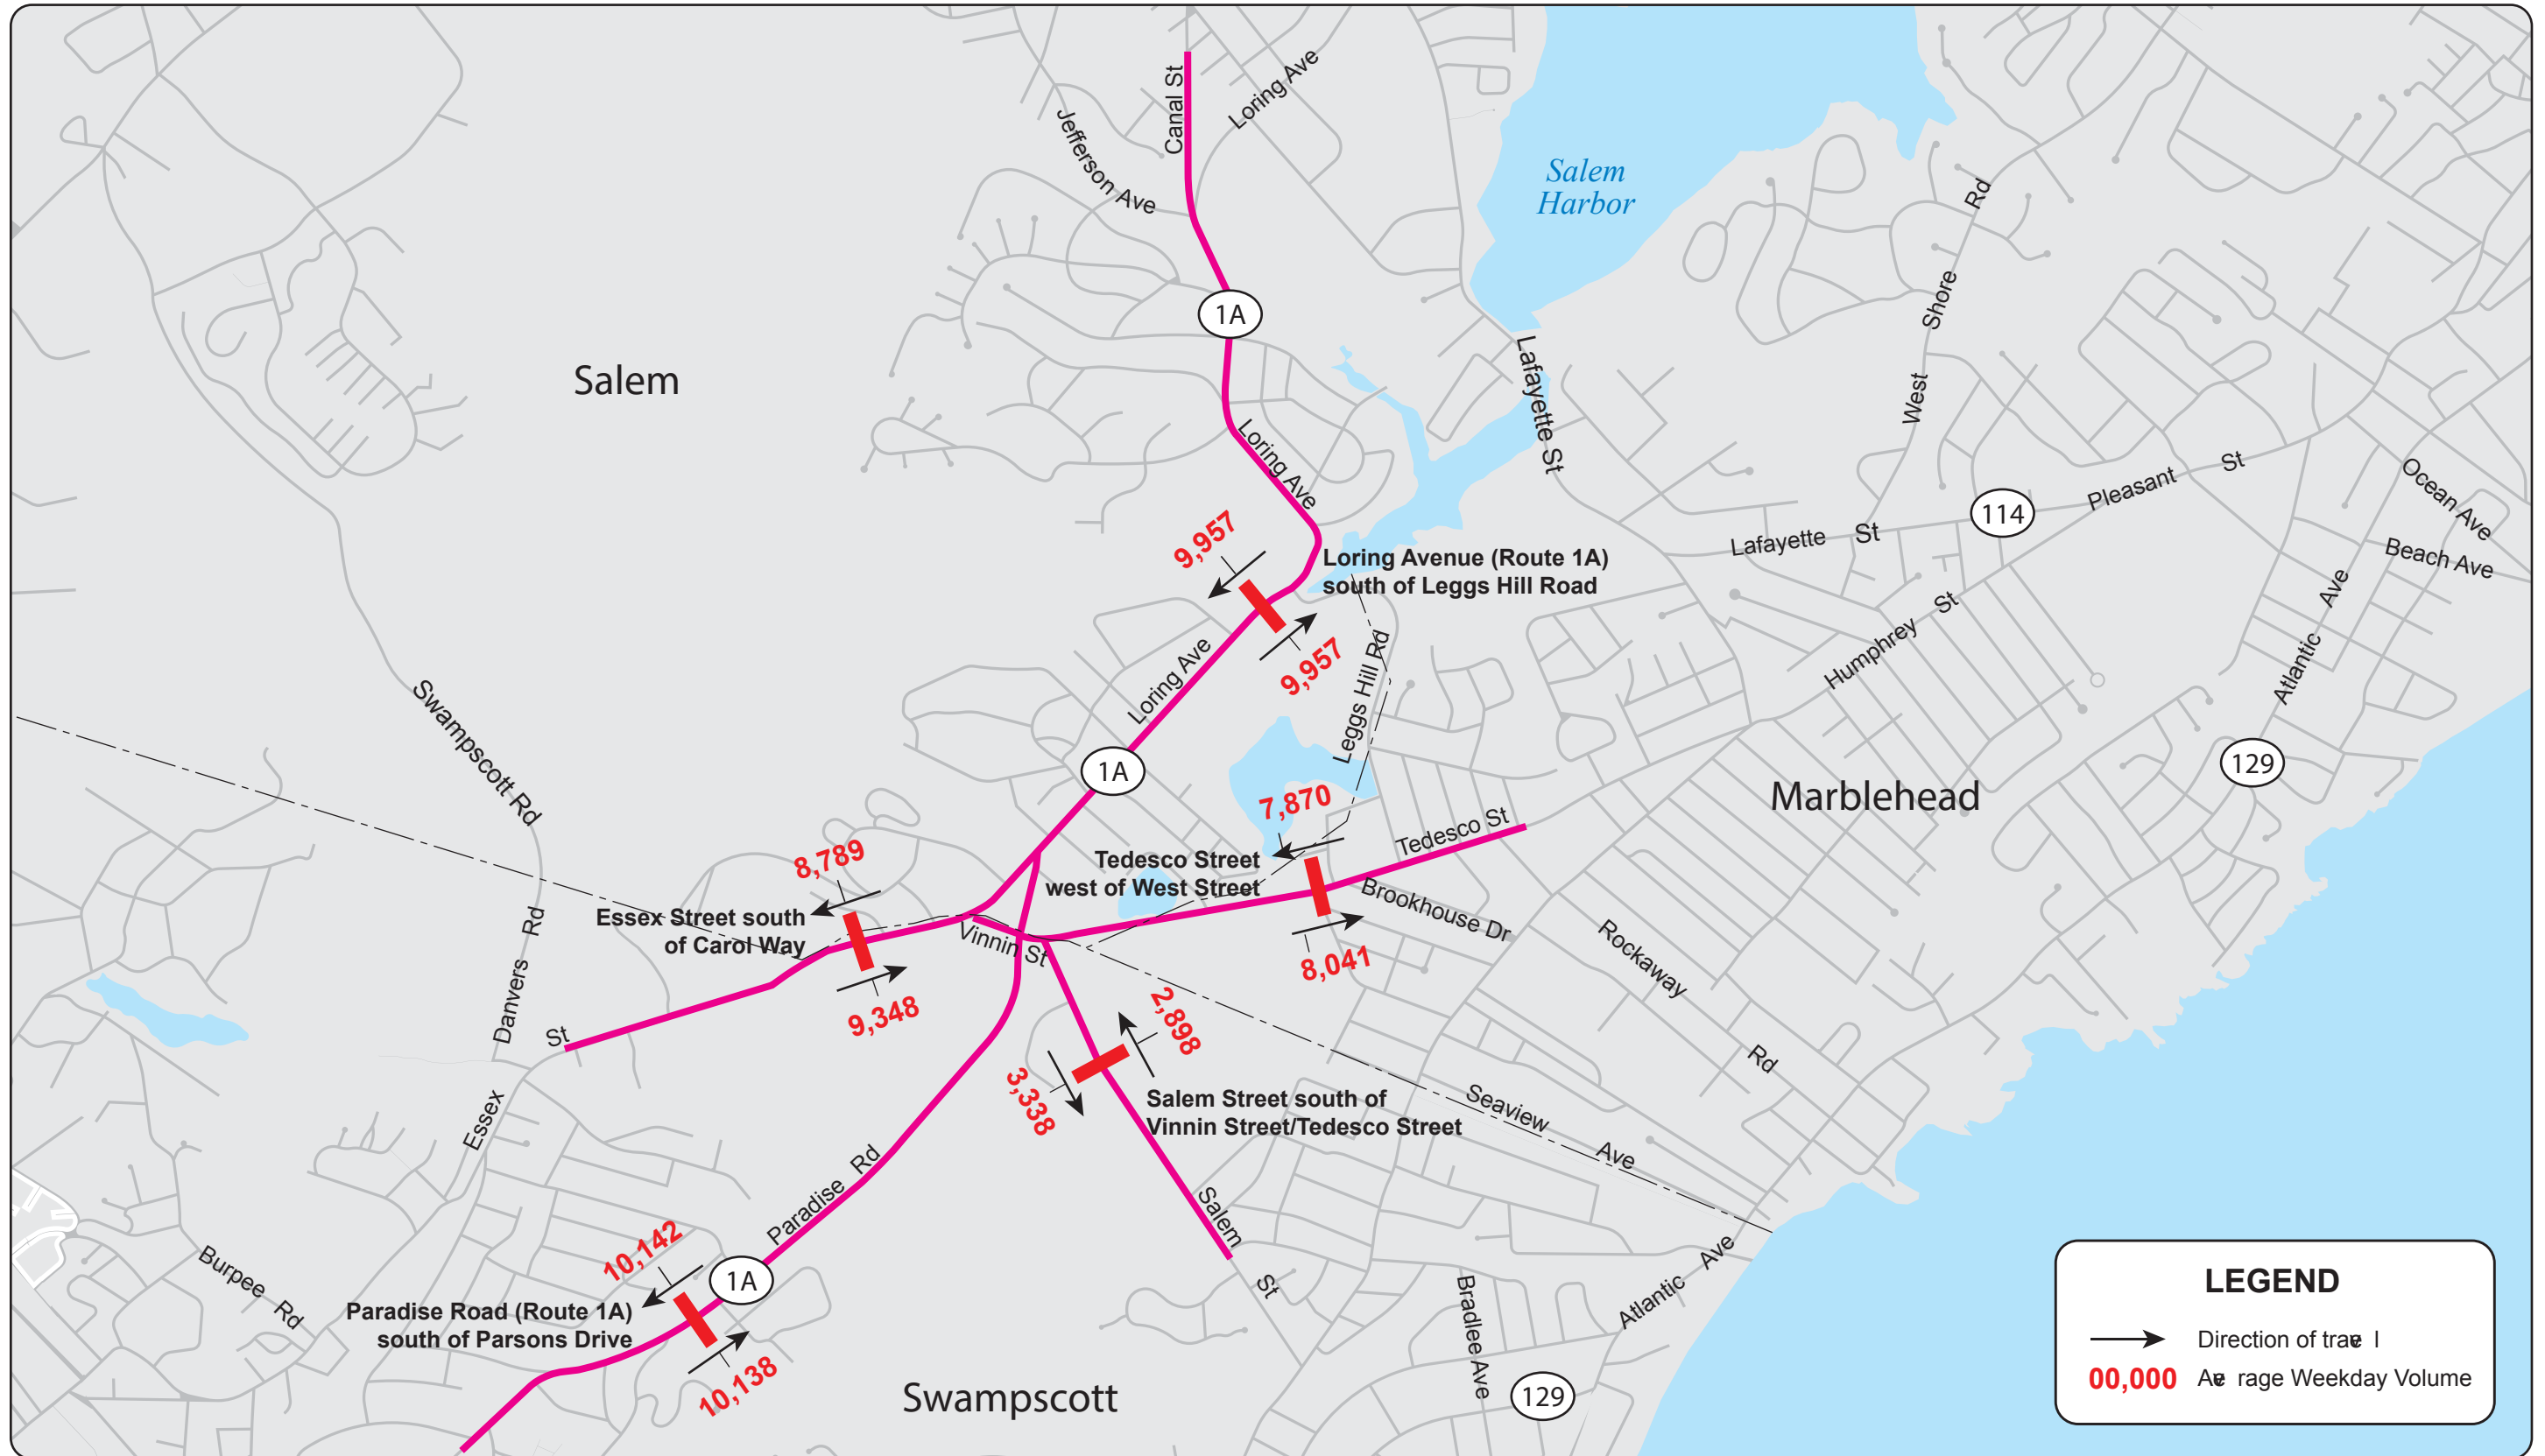 Canal St
Loring Ave
Jefferson Ave
Salem
Harbor
1A
West Shore Rd
Salem
Lafayette St
Loring Ave
Pleasant St
Ocean Ave
114
Lafayette St
Beach Ave
9,957
Loring Avenue (Route 1A)
south of Leggs Hill Road
9,957
Humphrey St
Atlantic Ave
Leggs Hill Rd
Loring Ave
Swampscott Rd
1A
129
Marblehead
7,870
Tedesco St
8,789
Tedesco Street
west of West Street
Essex Street south
of Carol Way
Brookhouse Dr
Vinnin St
8,041
9,348
Danvers Rd
Rockaway Rd
2,898
3,338
Essex St
Salem Street south of
Vinnin Street/Tedesco Street
Seaview Ave
Paradise Rd
Salem St
10,142
1A
Burpee Rd
Paradise Road (Route 1A)
south of Parsons Drive
10,138
Atlantic Ave
Bradlee Ave
Swampscott
129
LEGEND
Direction of travel
00,000 Average Weekday Volume